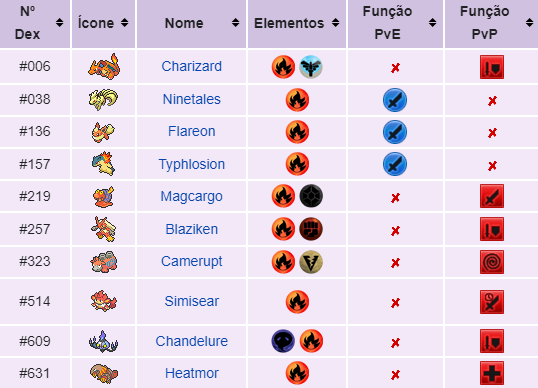 Nº Dex Ícone Nome Elementos Função PvE Função PvP
#006 Charizard
#038 Ninetales
#136 Flareon
#157 Typhlosion
#219 Magcargo
#257 Blaziken
#323 Camerupt
#514 Simisear
#609 Chandelure
#631 Heatmor